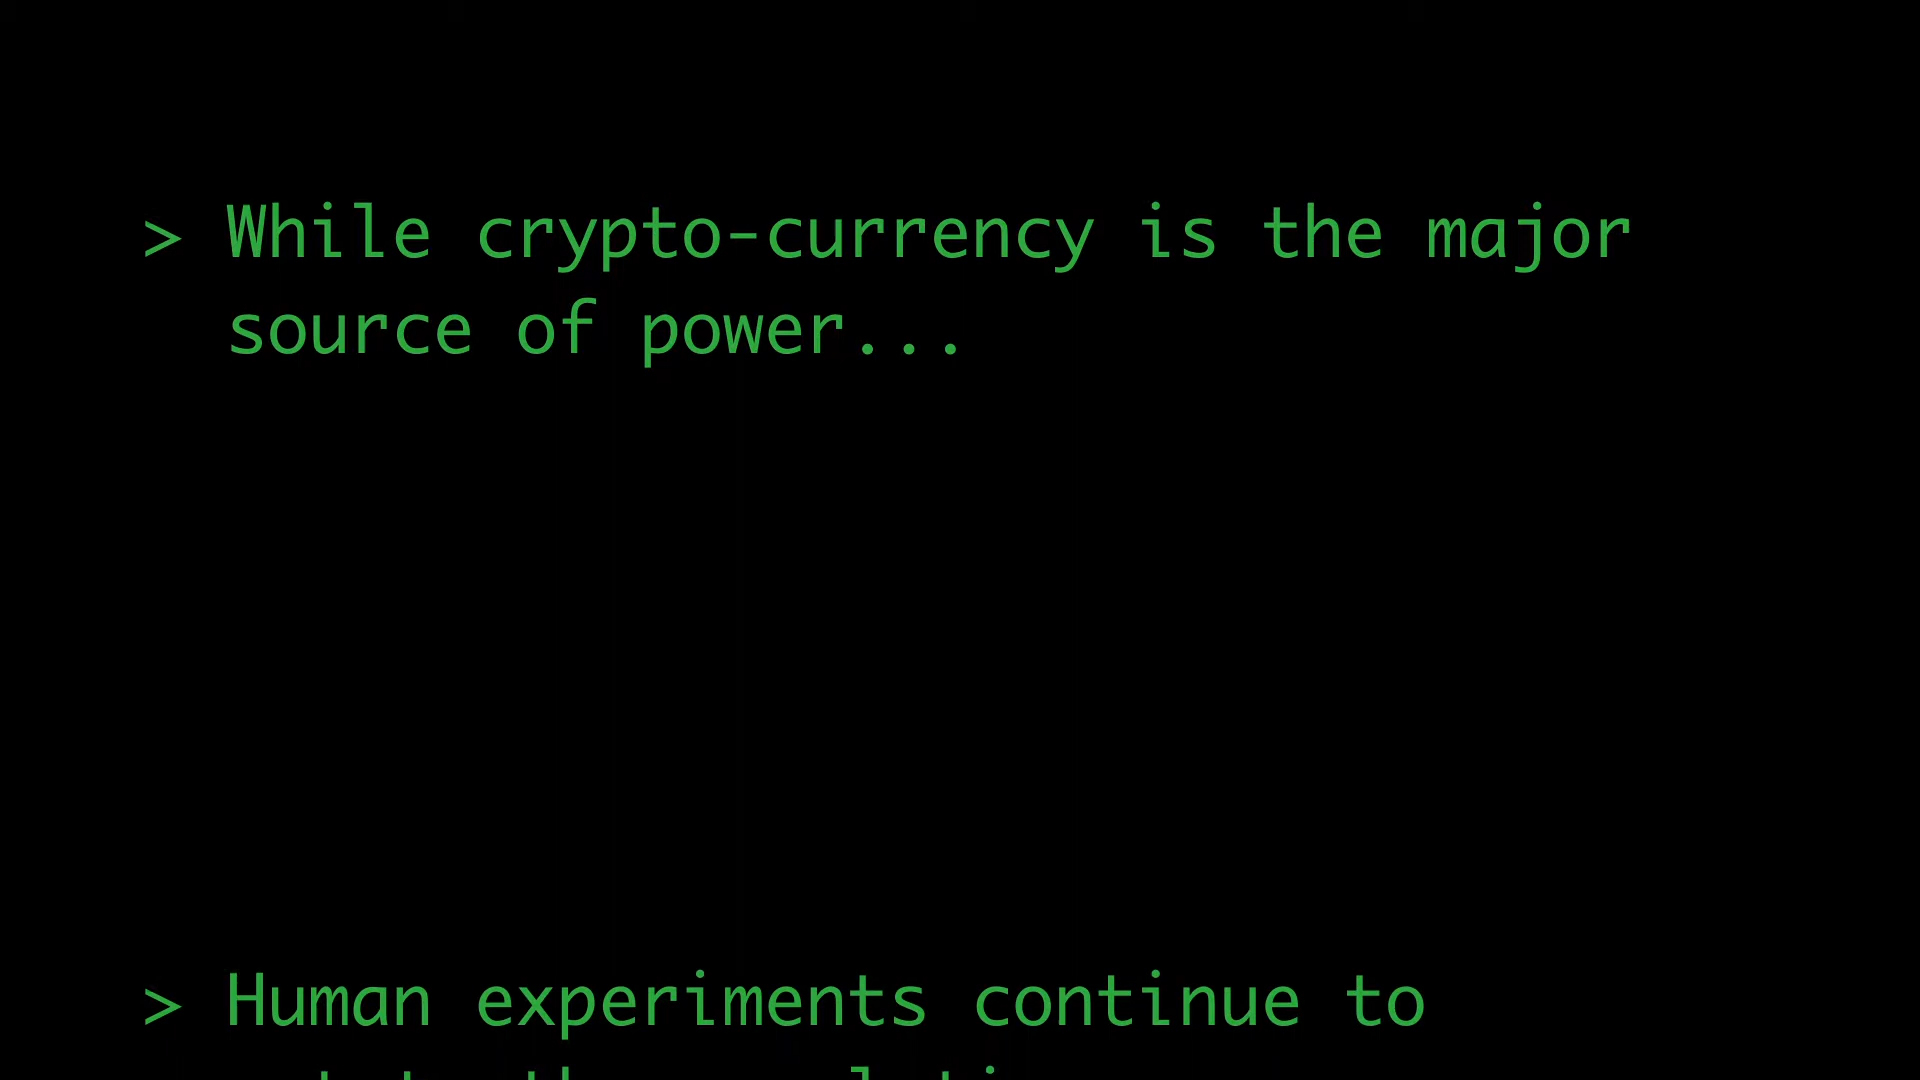 > While crypto-currency is the major
source of power...
> Human experiments continue to